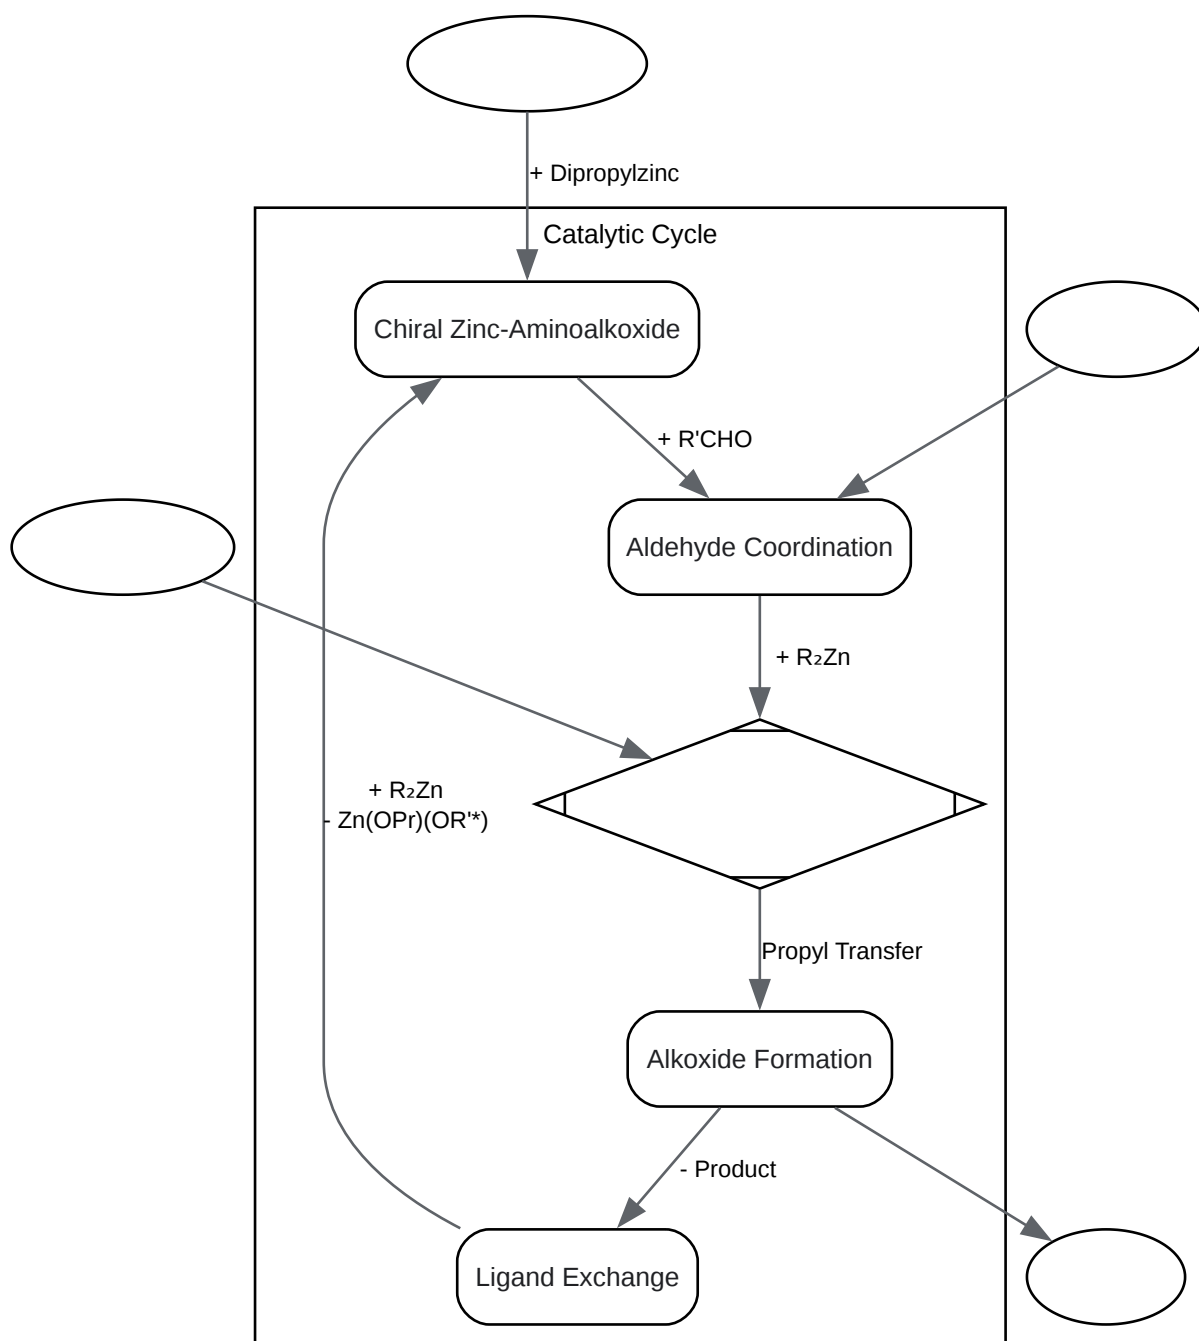 + Dipropylzinc
Catalytic Cycle
Chiral Zinc-Aminoalkoxide
+ R'CHO
Aldehyde Coordination
+ R₂Zn
+ R₂Zn
- Zn(OPr)(OR'*)
Propyl Transfer
Alkoxide Formation
- Product
Ligand Exchange